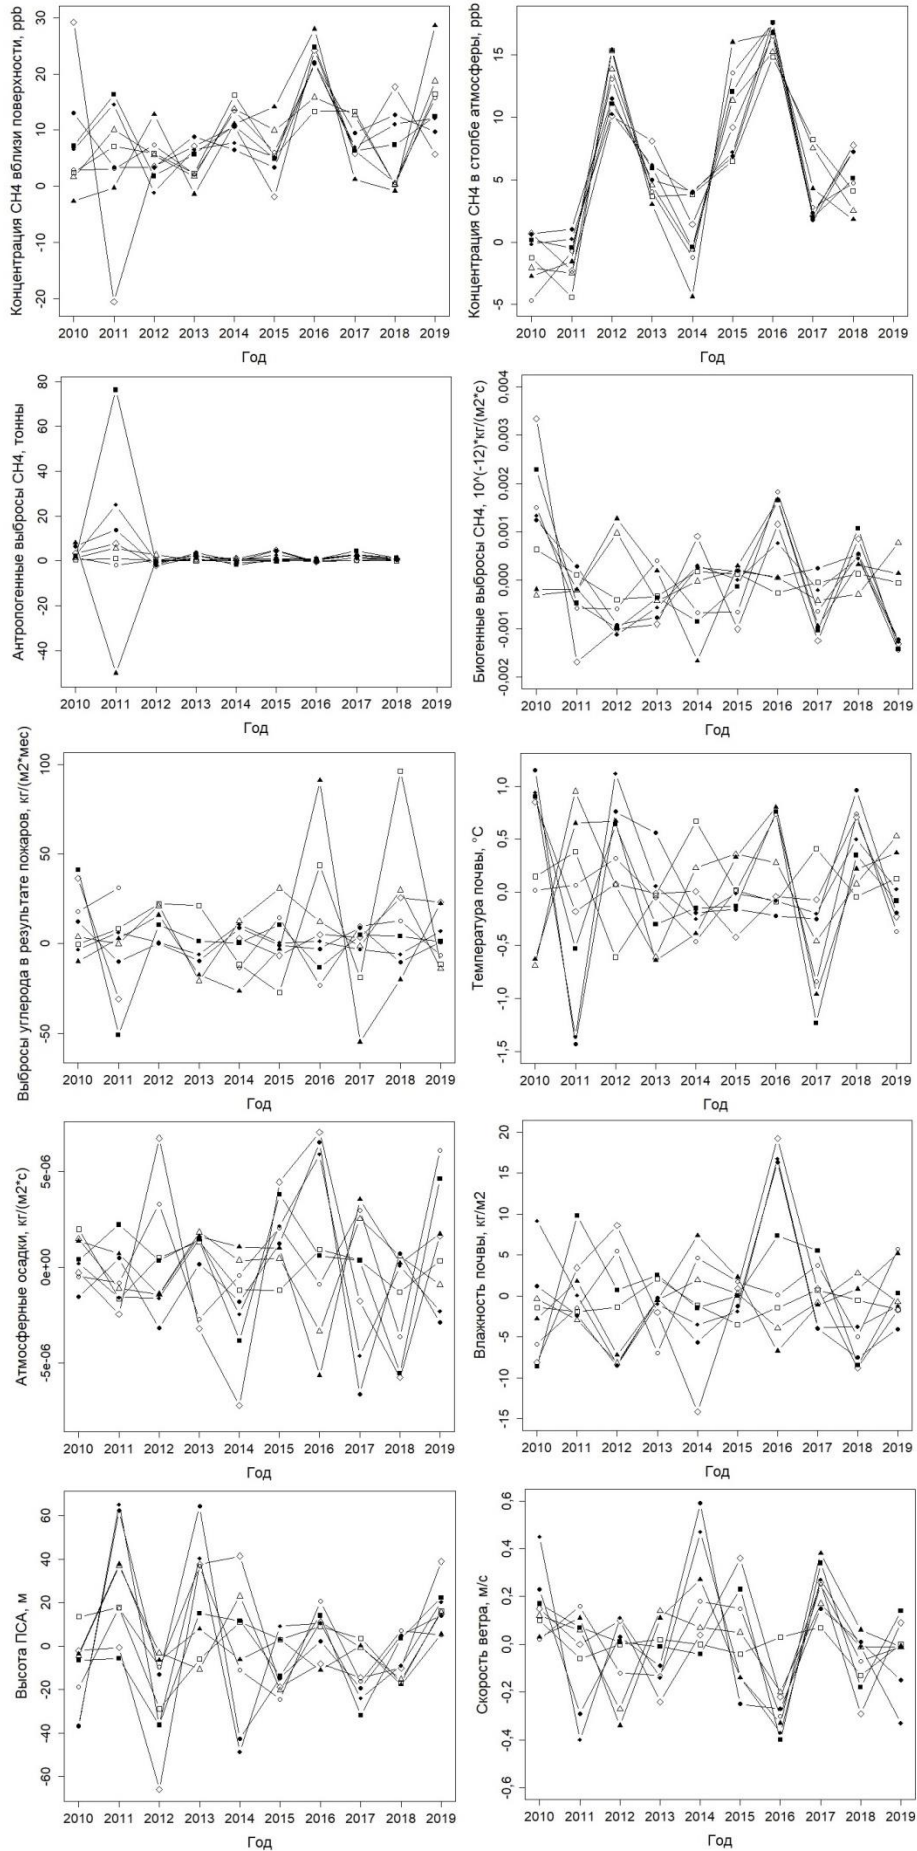 Концентрация CH4 вблизи поверхности, ppb
30
20
10
0
-20
2010 2011 2012 2013 2014 2015 2016 2017 2018 2019
Год
Концентрация CH4 в столбе атмосферы, ppb
15
10
5
0
-5
2010 2011 2012 2013 2014 2015 2016 2017 2018 2019
Год
Антропогенные выбросы CH4, тонны
80
60
40
20
0
-40
2010 2011 2012 2013 2014 2015 2016 2017 2018 2019
Год
Биогенные выбросы CH4, 10^(-12)*кг/(м2*с)
0,004
0,003
0,002
0,001
0,000
-0,001
-0,002
2010 2011 2012 2013 2014 2015 2016 2017 2018 2019
Год
Выбросы углерода в результате пожаров, кг/(м2*мес)
100
50
0
-50
2010 2011 2012 2013 2014 2015 2016 2017 2018 2019
Год
Температура почвы, °C
1,0
0,5
0,0
-0,5
-1,0
-1,5
2010 2011 2012 2013 2014 2015 2016 2017 2018 2019
Год
Атмосферные осадки, кг/(м2*с)
5e-06
0e+00
-5e-06
2010 2011 2012 2013 2014 2015 2016 2017 2018 2019
Год
Влажность почвы, кг/м2
20
15
10
5
0
-5
-10
-15
2010 2011 2012 2013 2014 2015 2016 2017 2018 2019
Год
Высота ПСА, м
60
40
20
0
-20
-40
-60
2010 2011 2012 2013 2014 2015 2016 2017 2018 2019
Год
Скорость ветра, м/с
0,6
0,4
0,2
0,0
-0,2
-0,4
-0,6
2010 2011 2012 2013 2014 2015 2016 2017 2018 2019
Год